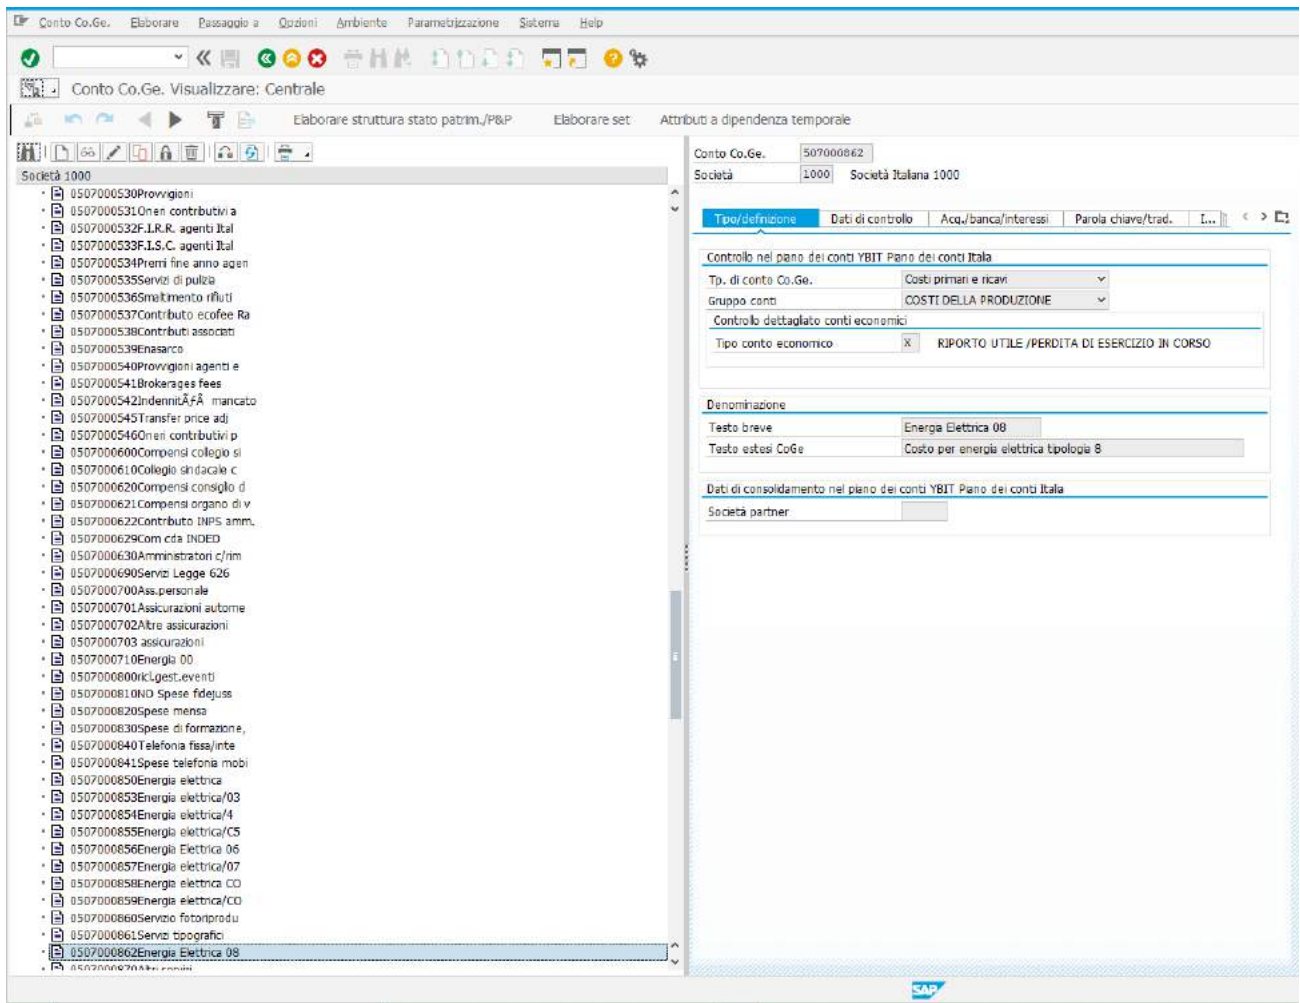 Conto Co.Ge. Elaborare Passaggio a Opzioni Ambiente Parametrizzazione Sistema Help
Conto Co.Ge. Visualizzare: Centrale
Elaborare struttura stato patrim./P&P Elaborare set Attributi a dipendenza temporale
Società 1000
0507000530Provvigioni
0507000531Oneri contributivi a
0507000532F.I.R.R. agenti Ital
0507000533F.I.S.C. agenti Ital
0507000534Premi fine anno agen
0507000535Servizi di pulizia
0507000536Smaltimento rifiuti
0507000537Contributo ecofee Ra
0507000538Contributi associati
0507000539Enasarco
0507000540Provvigioni agenti e
0507000541Brokerages fees
0507000542IndennitÃƒÂ mancato
0507000545Transfer price adj
0507000546Oneri contributivi p
0507000600Compensi collegio si
0507000610Collegio sindacale c
0507000620Compensi consiglio d
0507000621Compensi organo di v
0507000622Contributo INPS amm.
0507000629Com cda INDED
0507000630Amministratori c/rim
0507000690Servizi Legge 626
0507000700Ass.personale
0507000701Assicurazioni autome
0507000702Altre assicurazioni
0507000703 assicurazioni
0507000710Energia 00
0507000800ricl.gest.eventi
0507000810NO Spese fidejuss
0507000820Spese mensa
0507000830Spese di formazione,
0507000840Telefonia fissa/inte
0507000841Spese telefonia mobi
0507000850Energia elettrica
0507000853Energia elettrica/03
0507000854Energia elettrica/4
0507000855Energia elettrica/C5
0507000856Energia Elettrica 06
0507000857Energia elettrica/07
0507000858Energia elettrica CO
0507000859Energia elettrica/CO
0507000860Servizio fotoriprodu
0507000861Servizi tipografici
0507000862Energia Elettrica 08
0507000870Altri servizi
Conto Co.Ge. 507000862
Società 1000 Società Italiana 1000
Tipo/definizione Dati di controllo Acq./banca/interessi Parola chiave/trad. I...
Controllo nel piano dei conti YBIT Piano dei conti Itala
Tp. di conto Co.Ge. Costi primari e ricavi
Gruppo conti COSTI DELLA PRODUZIONE
Controllo dettagliato conti economici
Tipo conto economico X RIPORTO UTILE /PERDITA DI ESERCIZIO IN CORSO
Denominazione
Testo breve Energia Elettrica 08
Testo estesi CoGe Costo per energia elettrica tipologia 8
Dati di consolidamento nel piano dei conti YBIT Piano dei conti Itala
Società partner
SAP